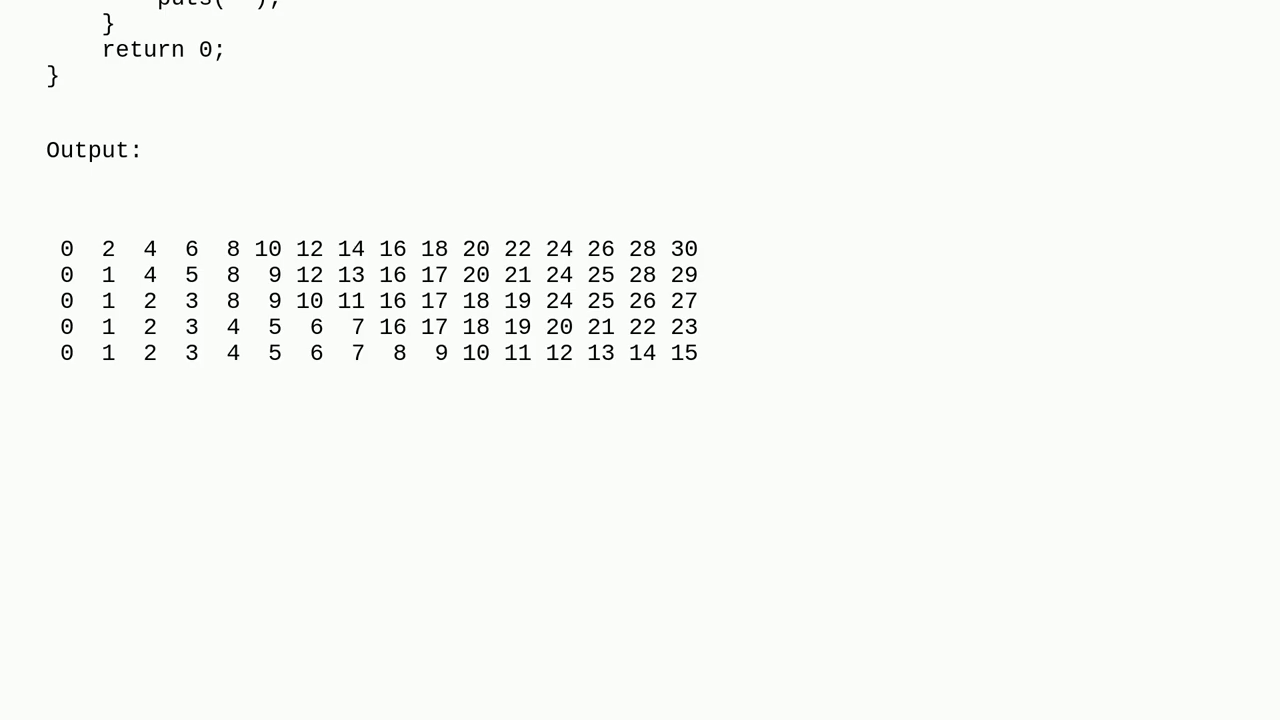 puts(" ");
}
return 0;
}
Output:
0 2 4 6 8 10 12 14 16 18 20 22 24 26 28 30
0 1 4 5 8 9 12 13 16 17 20 21 24 25 28 29
0 1 2 3 8 9 10 11 16 17 18 19 24 25 26 27
0 1 2 3 4 5 6 7 16 17 18 19 20 21 22 23
0 1 2 3 4 5 6 7 8 9 10 11 12 13 14 15